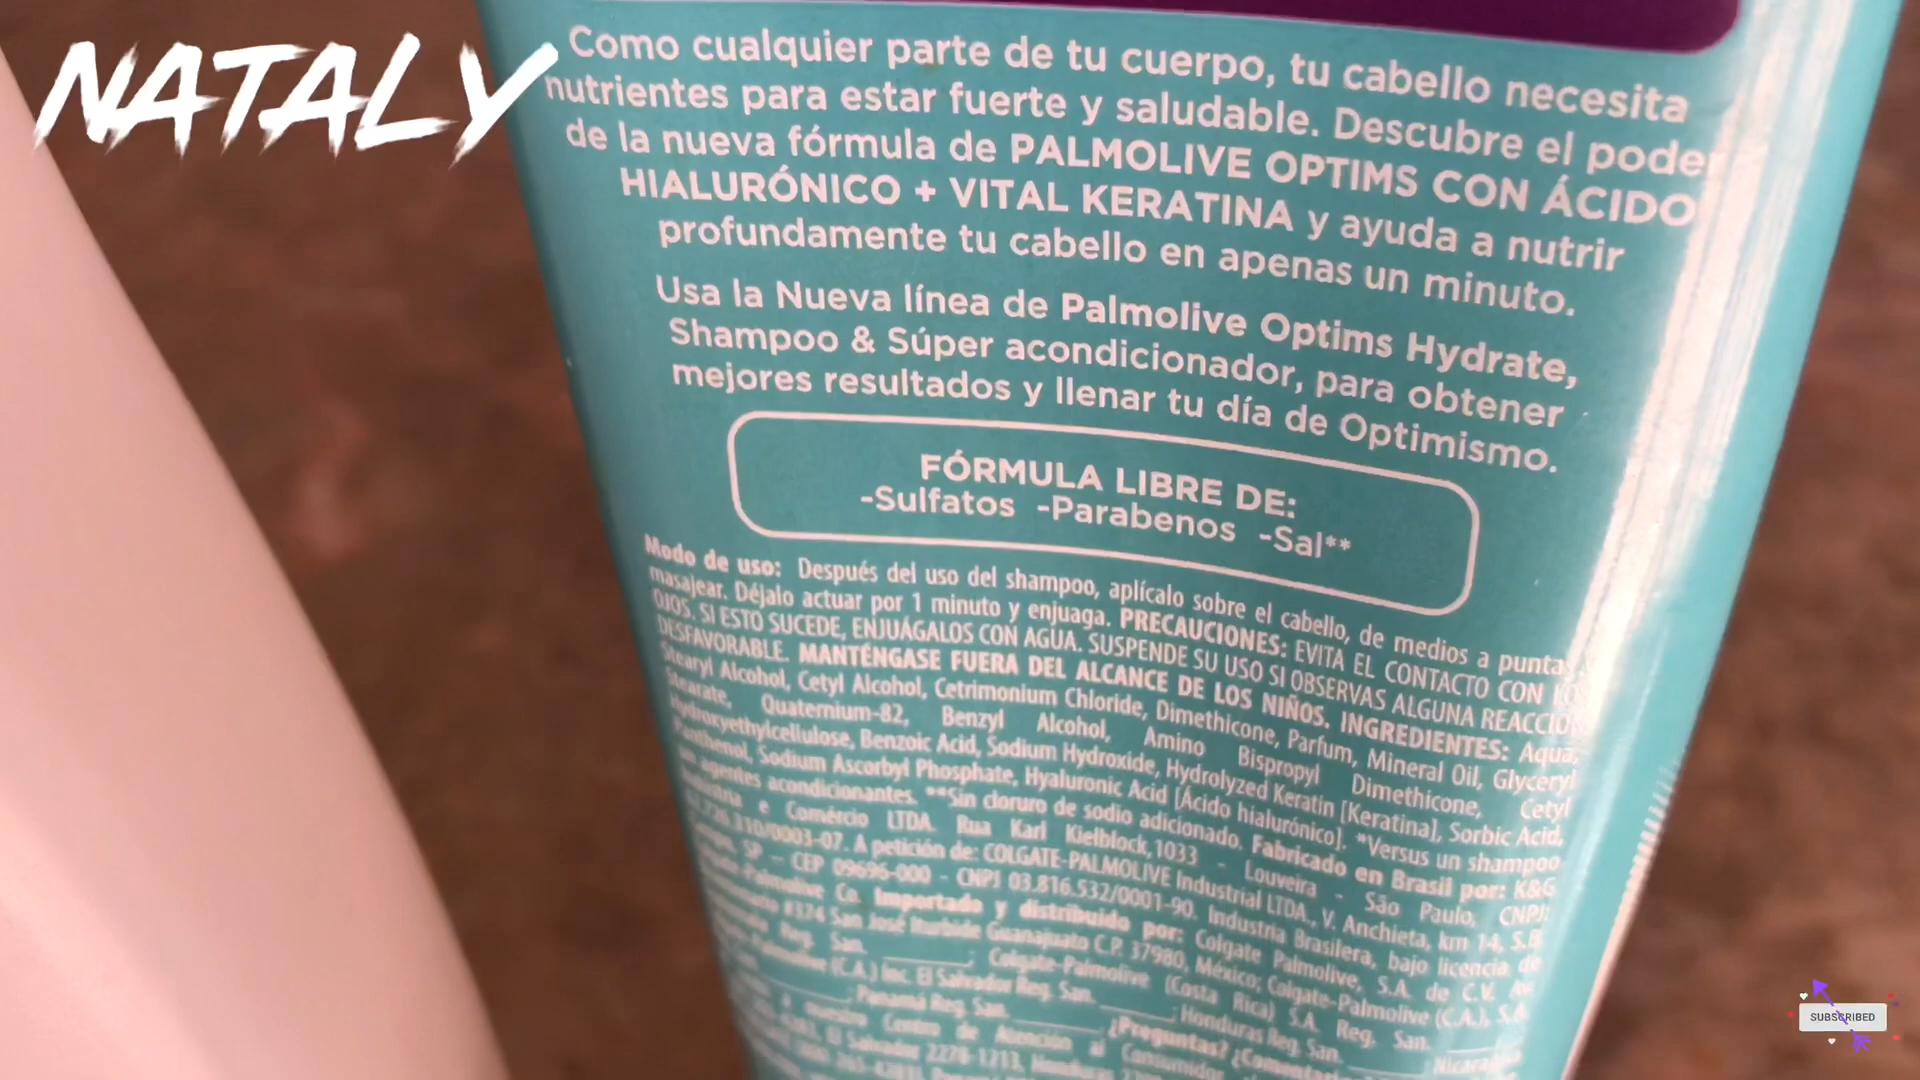 NATALY
Como cualquier parte de tu cuerpo, tu cabello necesita
nutrientes para estar fuerte y saludable. Descubre el poder
de la nueva fórmula de PALMOLIVE OPTIMS CON ÁCIDO
HIALURÓNICO + VITAL KERATINA y ayuda a nutrir
profundamente tu cabello en apenas un minuto.
Usa la Nueva línea de Palmolive Optims Hydrate,
Shampoo & Súper acondicionador, para obtener
mejores resultados y llenar tu día de Optimismo.
FÓRMULA LIBRE DE:
-Sulfatos -Parabenos -Sal**
Modo de uso: Después del uso del shampoo, aplícalo sobre el cabello, de medios a puntas
masajear. Déjalo actuar por 1 minuto y enjuaga. PRECAUCIONES: EVITA EL CONTACTO CON LOS
OJOS. SI ESTO SUCEDE, ENJUÁGALOS CON AGUA. SUSPENDE SU USO SI OBSERVAS ALGUNA REACCIÓN
DESFAVORABLE. MANTÉNGASE FUERA DEL ALCANCE DE LOS NIÑOS. INGREDIENTES: Aqua,
Stearyl Alcohol, Cetyl Alcohol, Cetrimonium Chloride, Dimethicone, Parfum, Mineral Oil, Glyceryl
Stearate, Quaternium-82, Benzyl Alcohol, Amino Bispropyl Dimethicone, Cetyl
Hydroxyethylcellulose, Benzoic Acid, Sodium Hydroxide, Hydrolyzed Keratin [Keratina], Sorbic Acid,
Panthenol, Sodium Ascorbyl Phosphate, Hyaluronic Acid [Ácido hialurónico]. *Versus un shampoo
agentes acondicionantes. **Sin cloruro de sodio adicionado. Fabricado en Brasil por: K&G
Industria e Comércio LTDA. Rua Karl Kielblock, 1033 - Louveira - São Paulo, CNPJ:
/0003-07. A petición de: COLGATE-PALMOLIVE Industrial LTDA., V. Anchieta, km 14, S.B.
SP. - CEP 09696-000 - CNPJ 03.816.532/0001-90. Industria Brasilera, bajo licencia de
Colgate-Palmolive Co. Importado y distribuido por: Colgate Palmolive, S.A. de C.V. Av.
#174 San José Iturbide Guanajuato C.P. 37980, México; Colgate-Palmolive (C.A.), S.A.
Reg. San. Colgate-Palmolive (Costa Rica) S.A. Reg. San.
Palmolive (C.A.) Inc. El Salvador Reg. San. Honduras Reg. San.
Panamá Reg. San. ¿Preguntas?
a nuestro Centro de Atención al Consumidor
El Salvador 2278-1213,
SUBSCRIBED